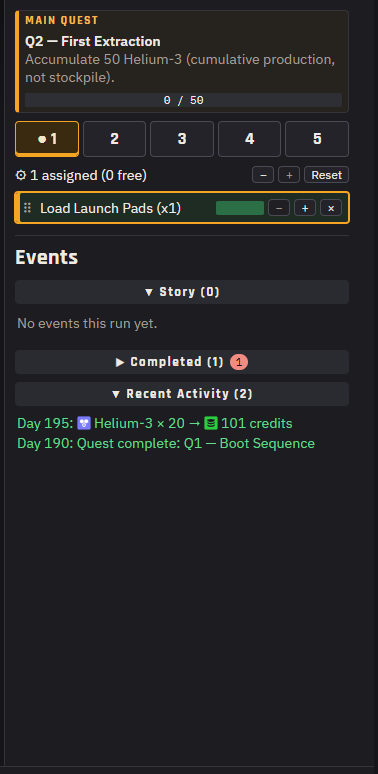 MAIN QUEST
Q2 — First Extraction
Accumulate 50 Helium-3 (cumulative production,
not stockpile).
0 / 50
● 1 2 3 4 5
⚙ 1 assigned (0 free) − + Reset
⠿ Load Launch Pads (x1) − + ×
Events
▼ Story (0)
No events this run yet.
▶ Completed (1) 1
▼ Recent Activity (2)
Day 195: Helium-3 × 20 → 101 credits
Day 190: Quest complete: Q1 — Boot Sequence